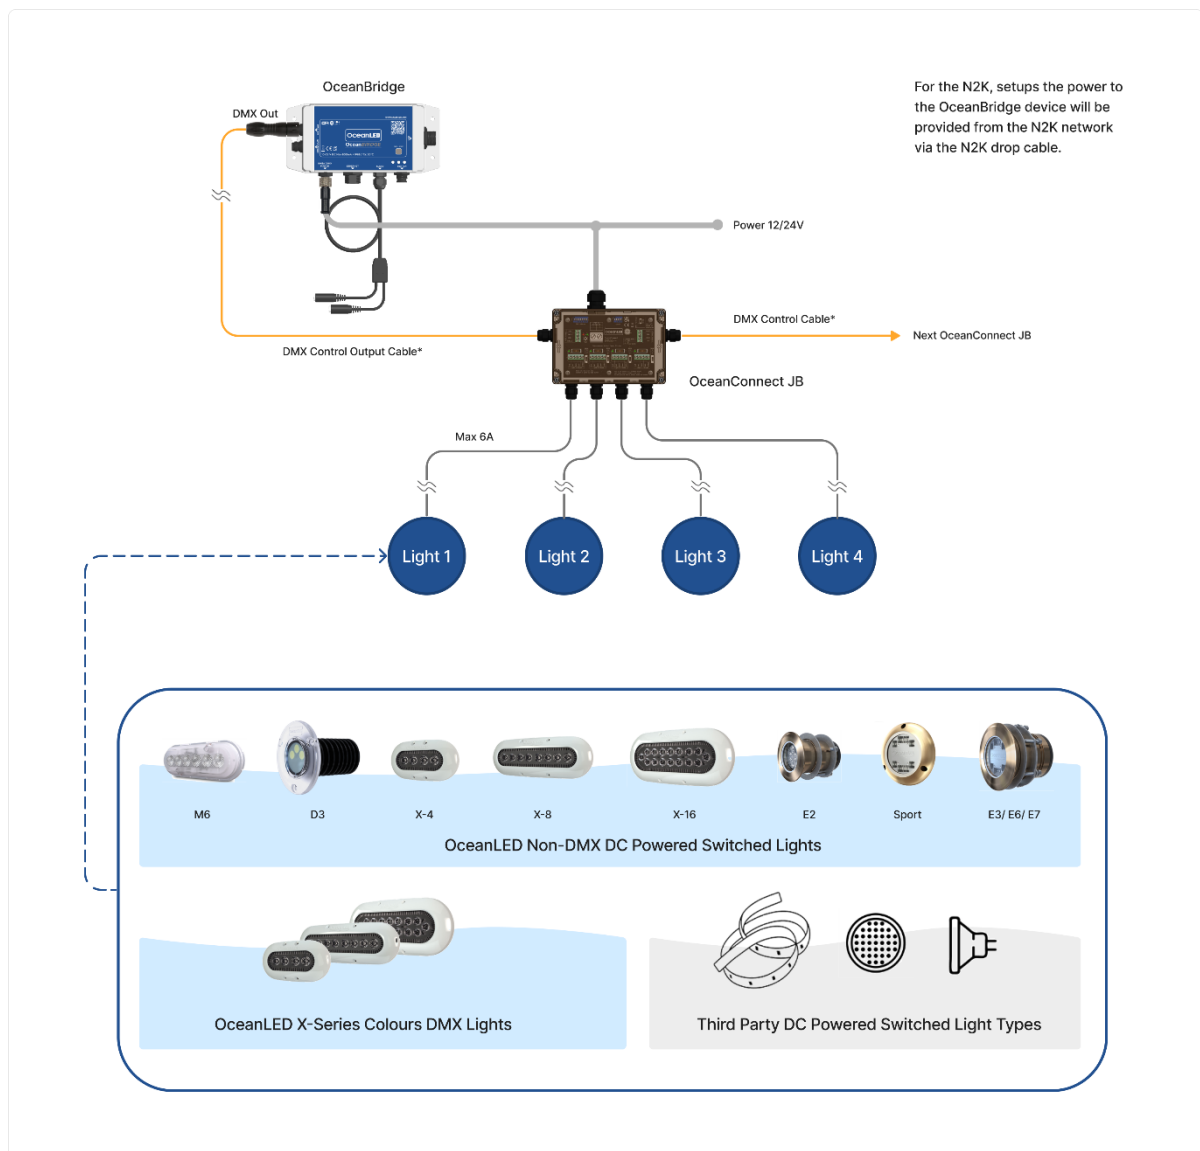 OceanBridge
For the N2K, setups the power to
the OceanBridge device will be
provided from the N2K network
via the N2K drop cable.
DMX Out
OceanLED
OceanBRIDGE
Power 12/24V
DMX Control Cable*
Next OceanConnect JB
DMX Control Output Cable*
OceanConnect JB
Max 6A
Light 1
Light 2
Light 3
Light 4
M6
D3
X-4
X-8
X-16
E2
Sport
E3/ E6/ E7
OceanLED Non-DMX DC Powered Switched Lights
OceanLED X-Series Colours DMX Lights
Third Party DC Powered Switched Light Types